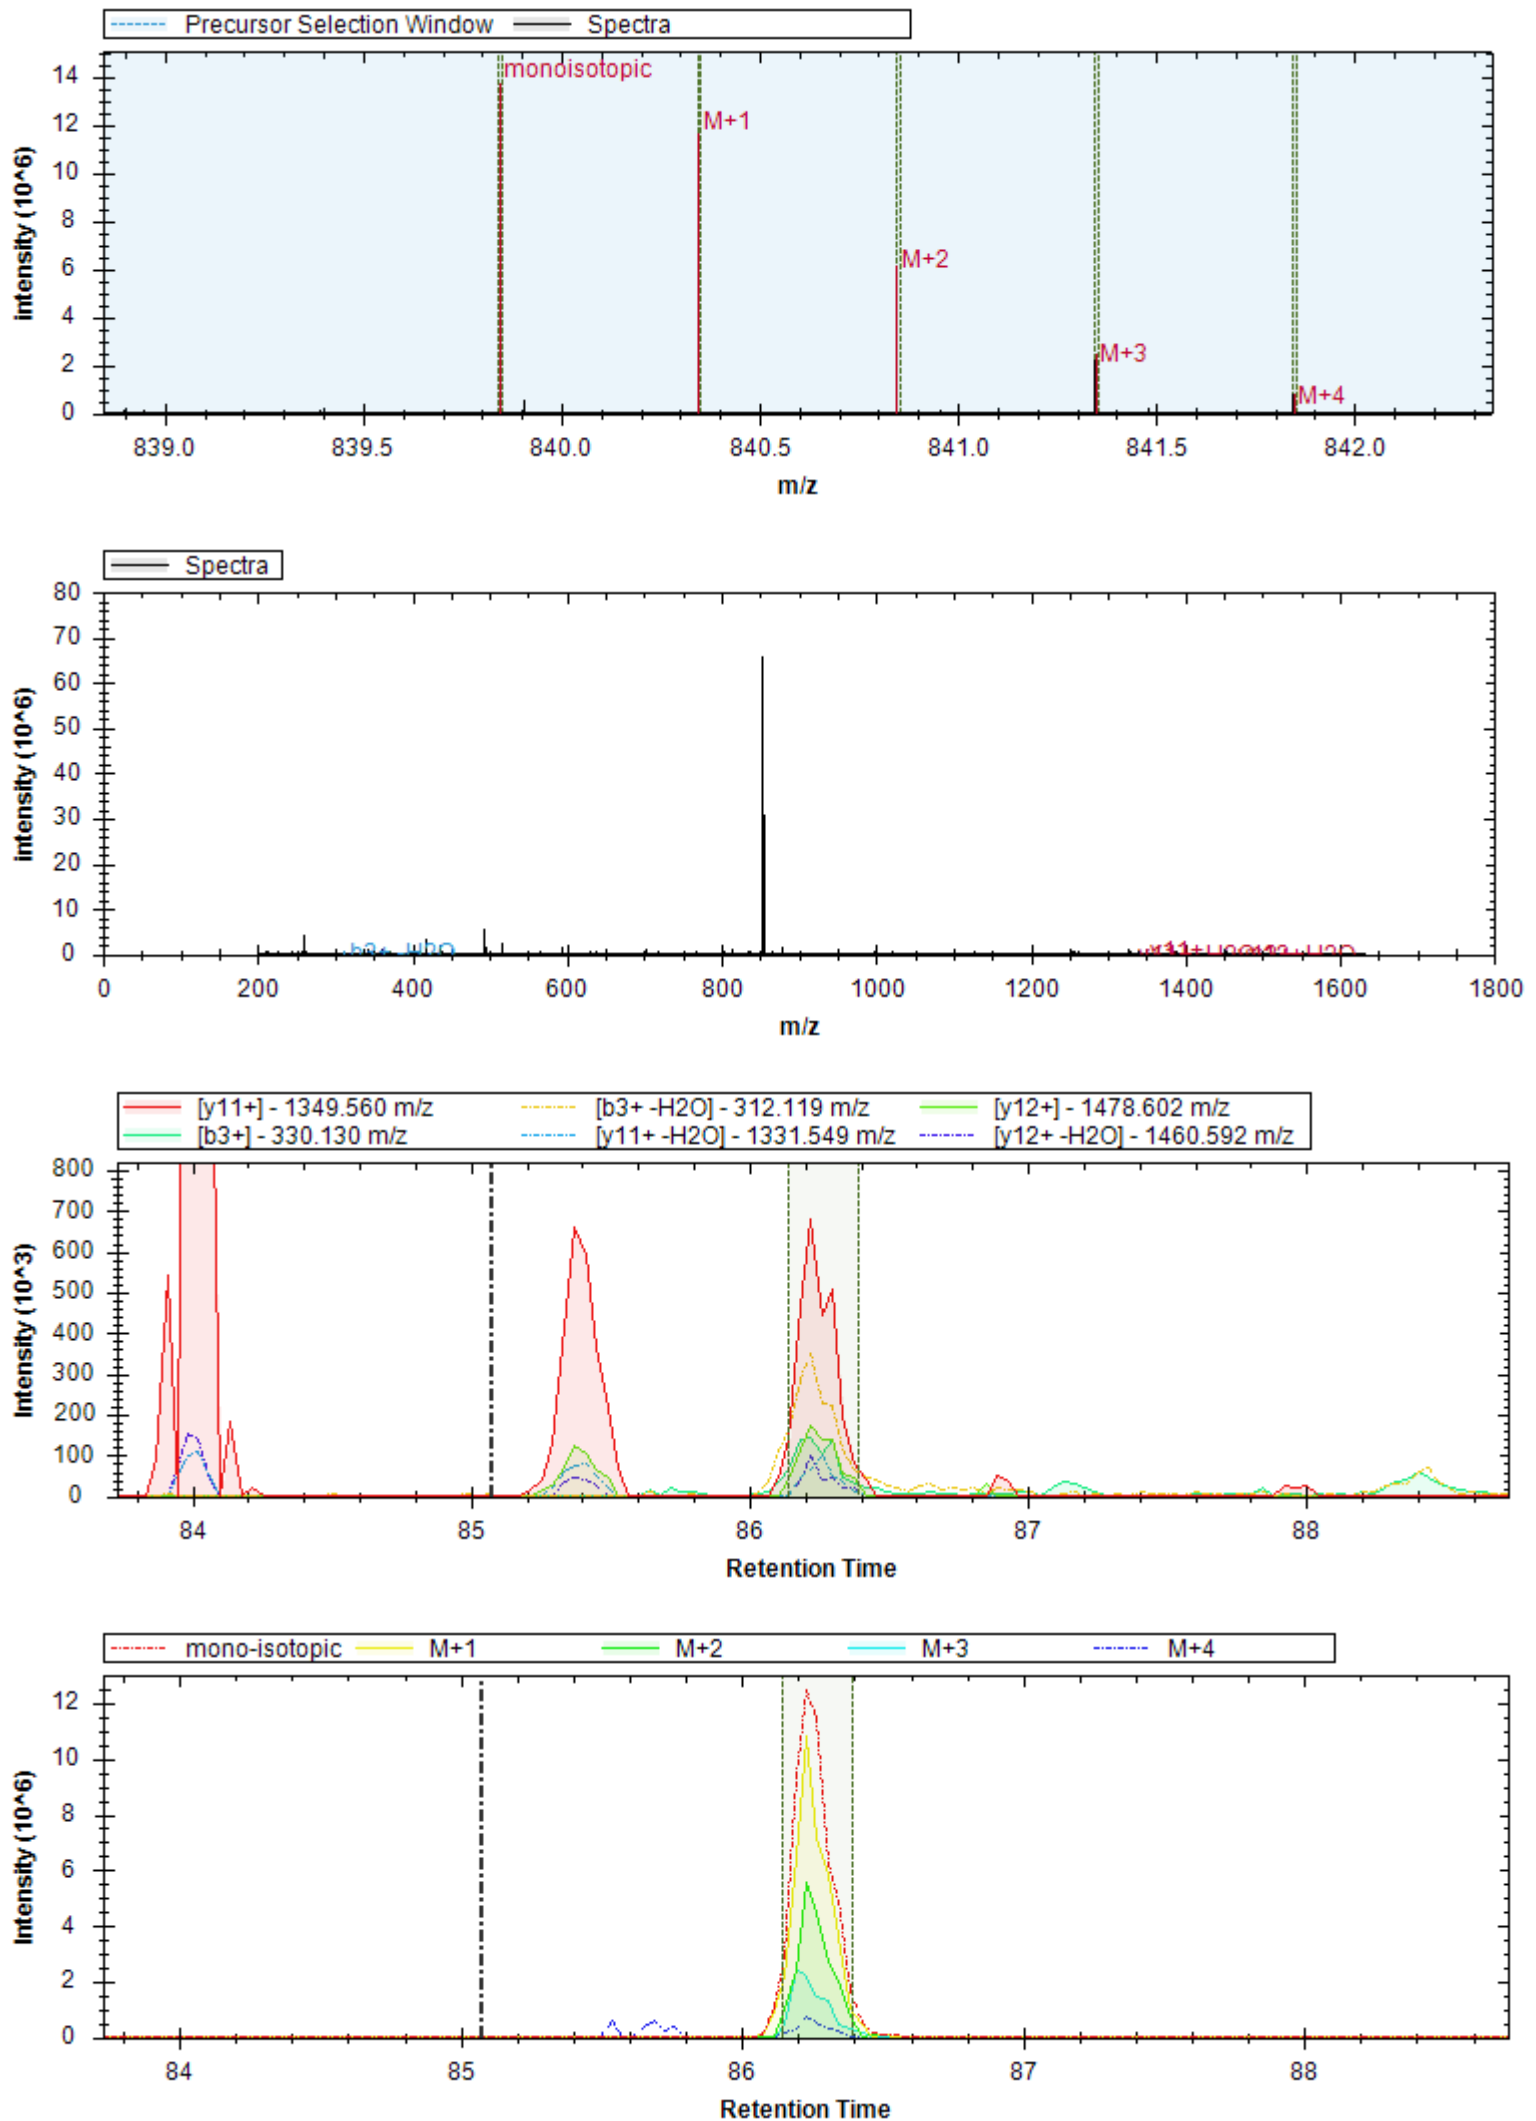 Precursor Selection Window Spectra
intensity (10^6)
14
12
10
8
6
4
2
0
monoisotopic
M+1
M+2
M+3
M+4
839.0 839.5 840.0 840.5 841.0 841.5 842.0
m/z
Spectra
intensity (10^6)
80
70
60
50
40
30
20
10
0
b3+ -H2O
0 200 400 600 800 1000 1200 1400 1600 1800
m/z
[y11+] - 1349.560 m/z [b3+ -H2O] - 312.119 m/z [y12+] - 1478.602 m/z
[b3+] - 330.130 m/z [y11+ -H2O] - 1331.549 m/z [y12+ -H2O] - 1460.592 m/z
Intensity (10^3)
800
700
600
500
400
300
200
100
0
84 85 86 87 88
Retention Time
mono-isotopic M+1 M+2 M+3 M+4
Intensity (10^6)
12
10
8
6
4
2
0
84 85 86 87 88
Retention Time